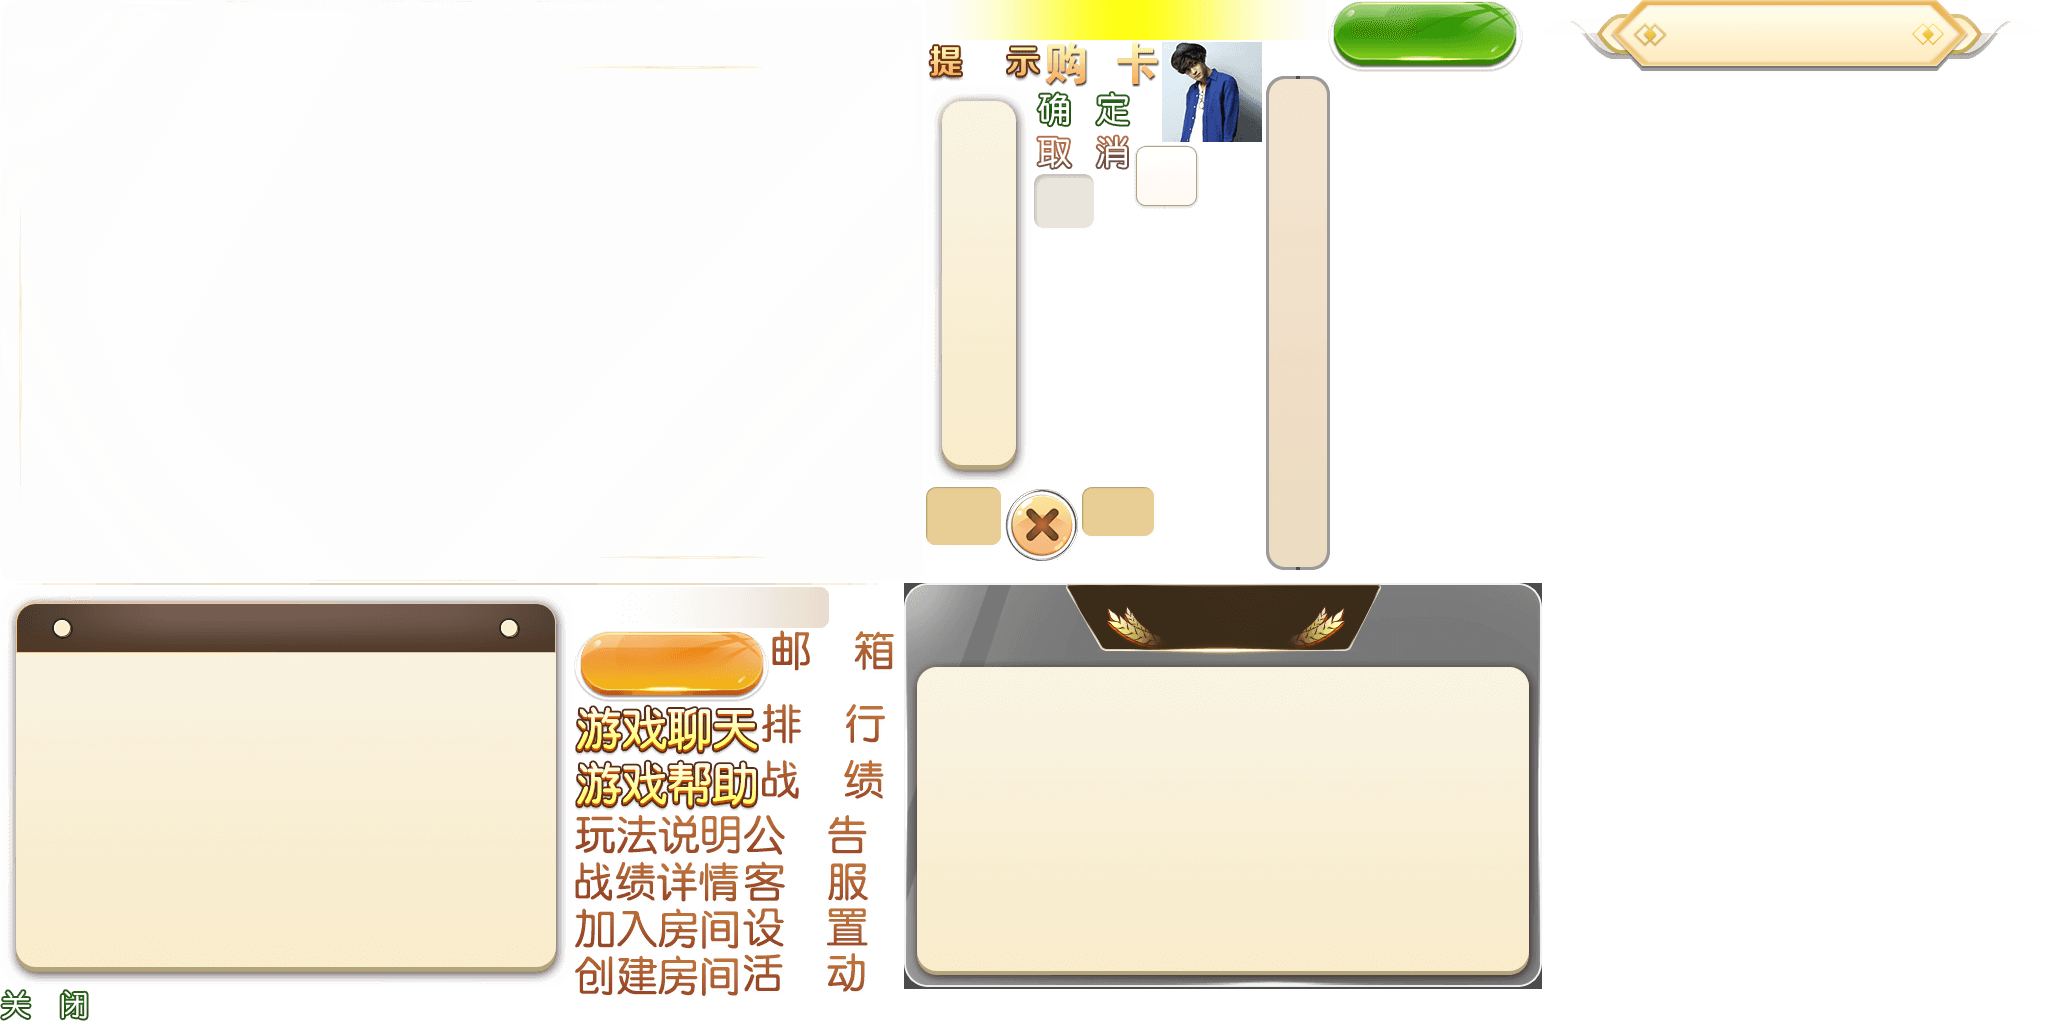 提 示
购 卡
确 定
取 消
邮 箱
游戏聊天
排 行
游戏帮助
战 绩
玩法说明
公 告
战绩详情
客 服
加入房间
设 置
创建房间
活 动
关 闭